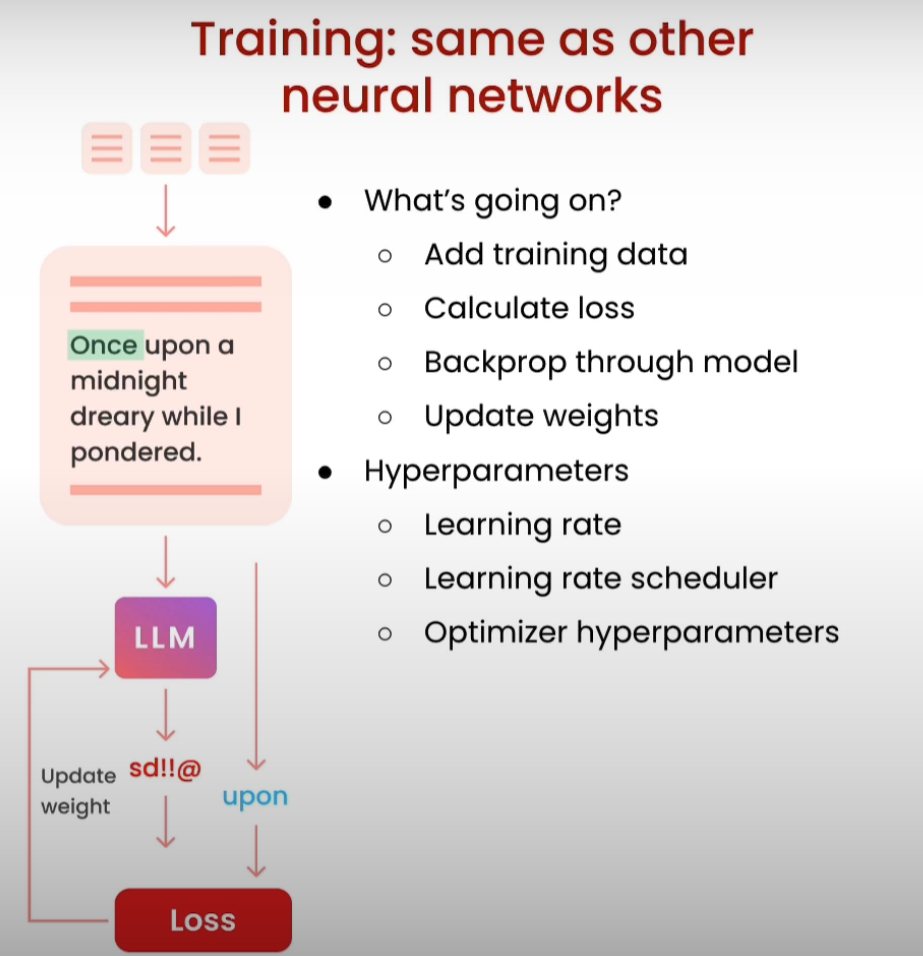 Training: same as other
neural networks
Once upon a
midnight
dreary while I
pondered.
LLM
sd!!@
Update
weight
upon
Loss
● What's going on?
○ Add training data
○ Calculate loss
○ Backprop through model
○ Update weights
● Hyperparameters
○ Learning rate
○ Learning rate scheduler
○ Optimizer hyperparameters